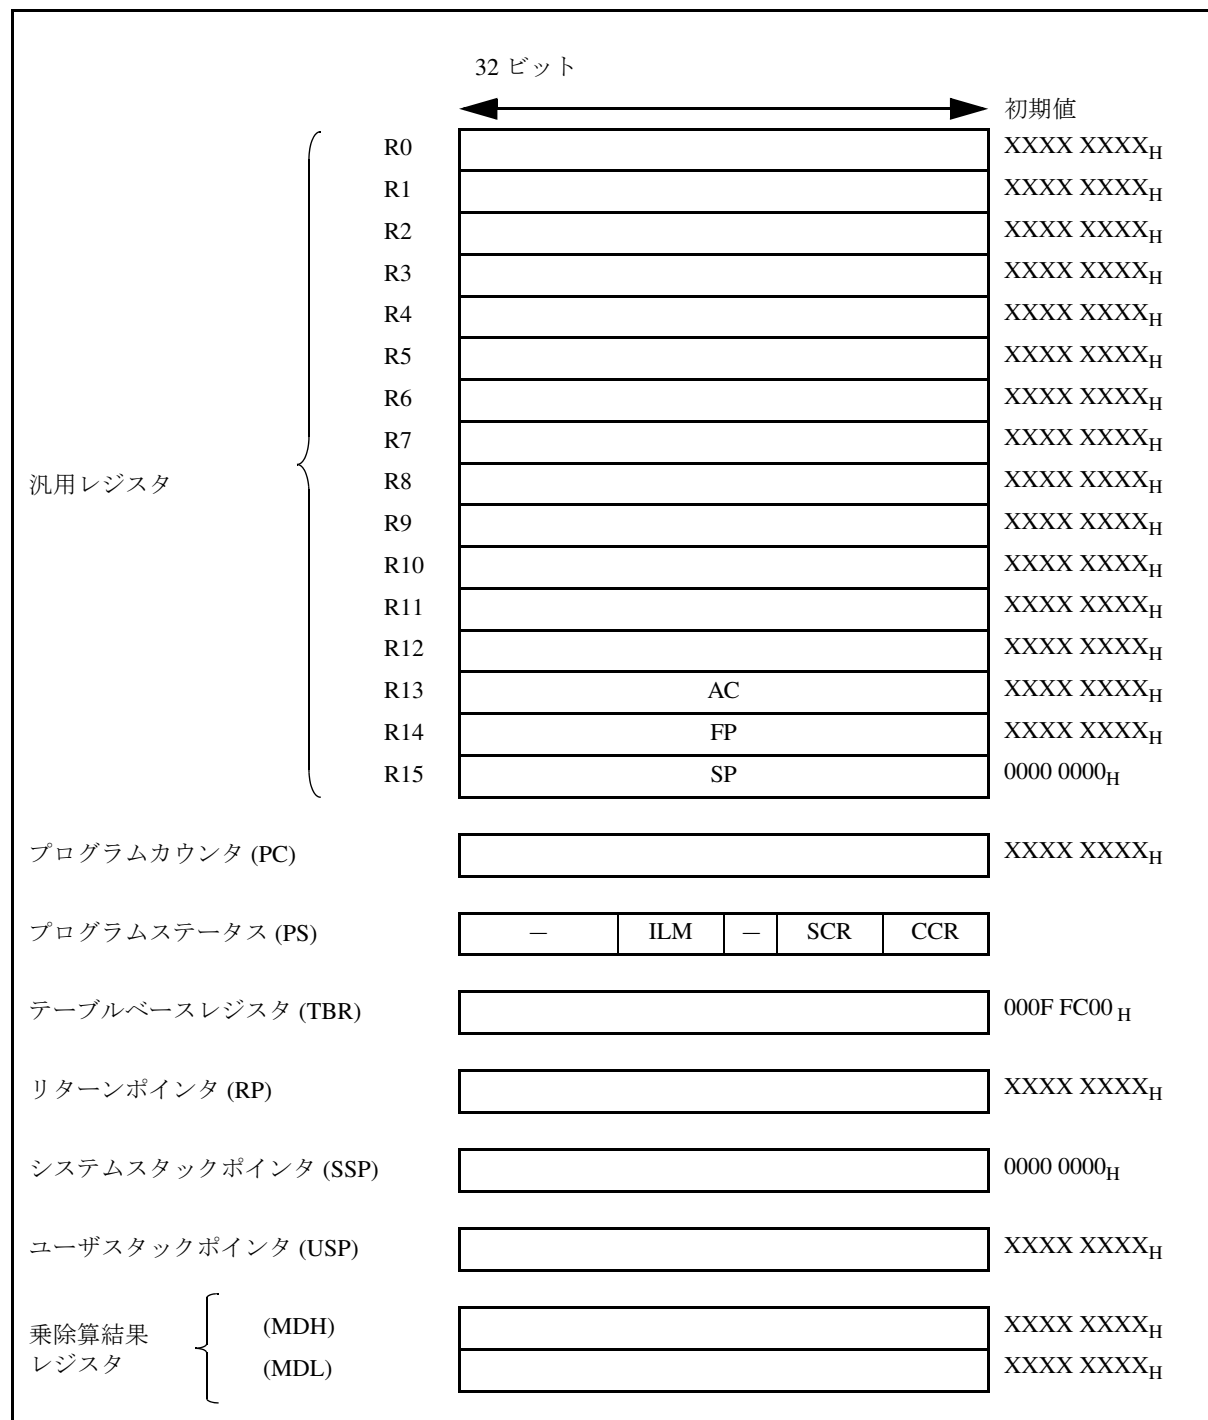 32 ビット
初期値
R0 XXXX XXXXH
R1 XXXX XXXXH
R2 XXXX XXXXH
R3 XXXX XXXXH
R4 XXXX XXXXH
R5 XXXX XXXXH
R6 XXXX XXXXH
R7 XXXX XXXXH
汎用レジスタ R8 XXXX XXXXH
R9 XXXX XXXXH
R10 XXXX XXXXH
R11 XXXX XXXXH
R12 XXXX XXXXH
R13 AC XXXX XXXXH
R14 FP XXXX XXXXH
R15 SP 0000 0000H
プログラムカウンタ (PC) XXXX XXXXH
プログラムステータス (PS) — ILM — SCR CCR
テーブルベースレジスタ (TBR) 000F FC00 H
リターンポインタ (RP) XXXX XXXXH
システムスタックポインタ (SSP) 0000 0000H
ユーザスタックポインタ (USP) XXXX XXXXH
乗除算結果 (MDH) XXXX XXXXH
レジスタ (MDL) XXXX XXXXH